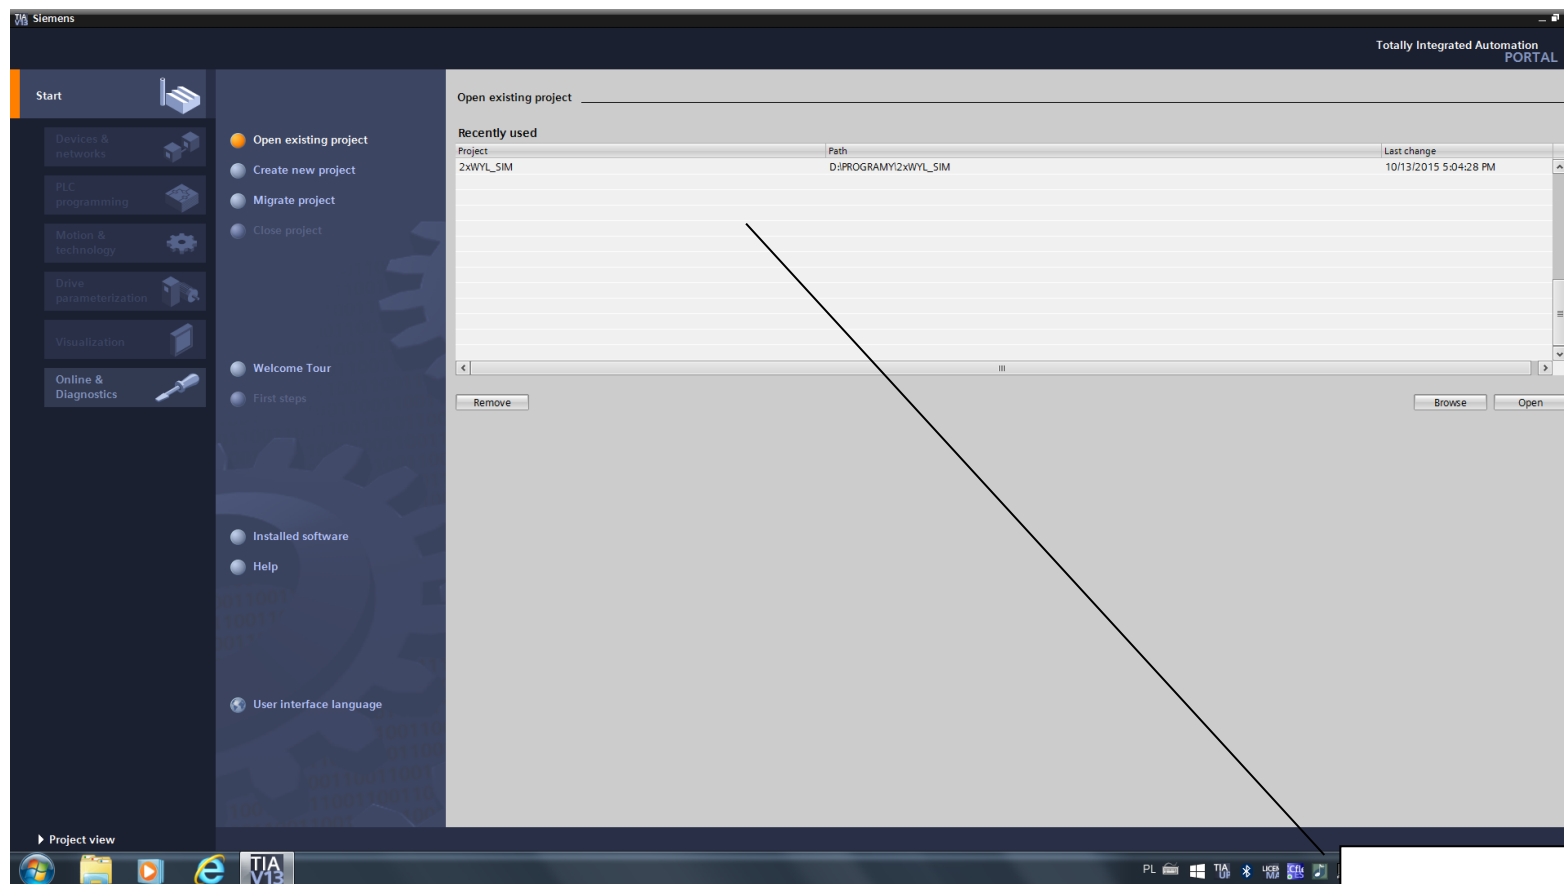 Siemens
Totally Integrated Automation
PORTAL
Start
Devices &
networks
PLC
programming
Motion &
technology
Drive
parameterization
Visualization
Online &
Diagnostics
Open existing project
Create new project
Migrate project
Close project
Welcome Tour
First steps
Installed software
Help
User interface language
Open existing project
Recently used
Project Path Last change
2xWYL_SIM D:\PROGRAMY\2xWYL_SIM 10/13/2015 5:04:28 PM
Remove Browse Open
Project view
TIA
V13
PL